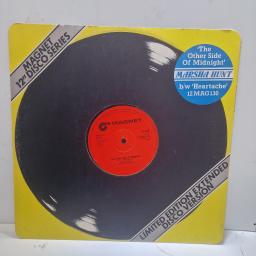 MAGNET
12" DISCO SERIES
'The
Other Side
Of Midnight'
MARSHA HUNT
b/w 'Heartache'
12 MAG 130
MAGNET
LIMITED EDITION EXTENDED
DISCO VERSION